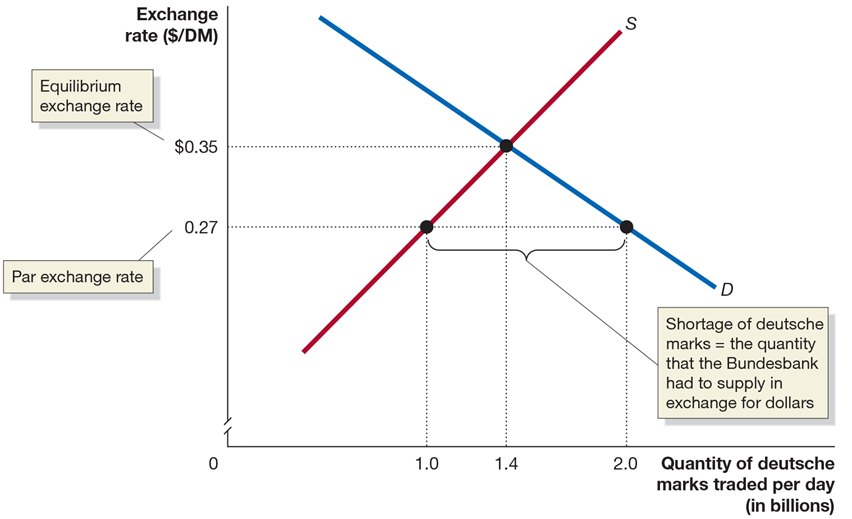 Exchange
rate ($/DM)
S
Equilibrium
exchange rate
$0.35
0.27
Par exchange rate
D
Shortage of deutsche
marks = the quantity
that the Bundesbank
had to supply in
exchange for dollars
0
1.0
1.4
2.0
Quantity of deutsche
marks traded per day
(in billions)